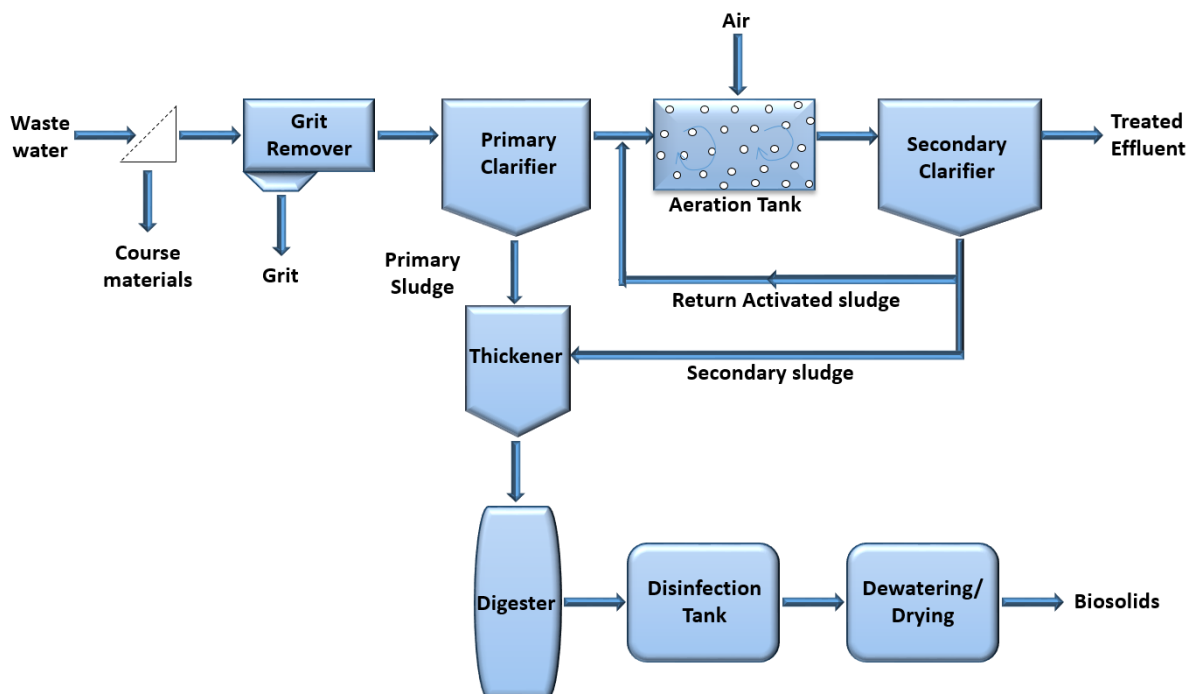 Air
Waste
water
Grit
Remover
Primary
Clarifier
Secondary
Clarifier
Treated
Effluent
Aeration Tank
Course
materials
Grit
Primary
Sludge
Return Activated sludge
Thickener
Secondary sludge
Digester
Disinfection
Tank
Dewatering/
Drying
Biosolids